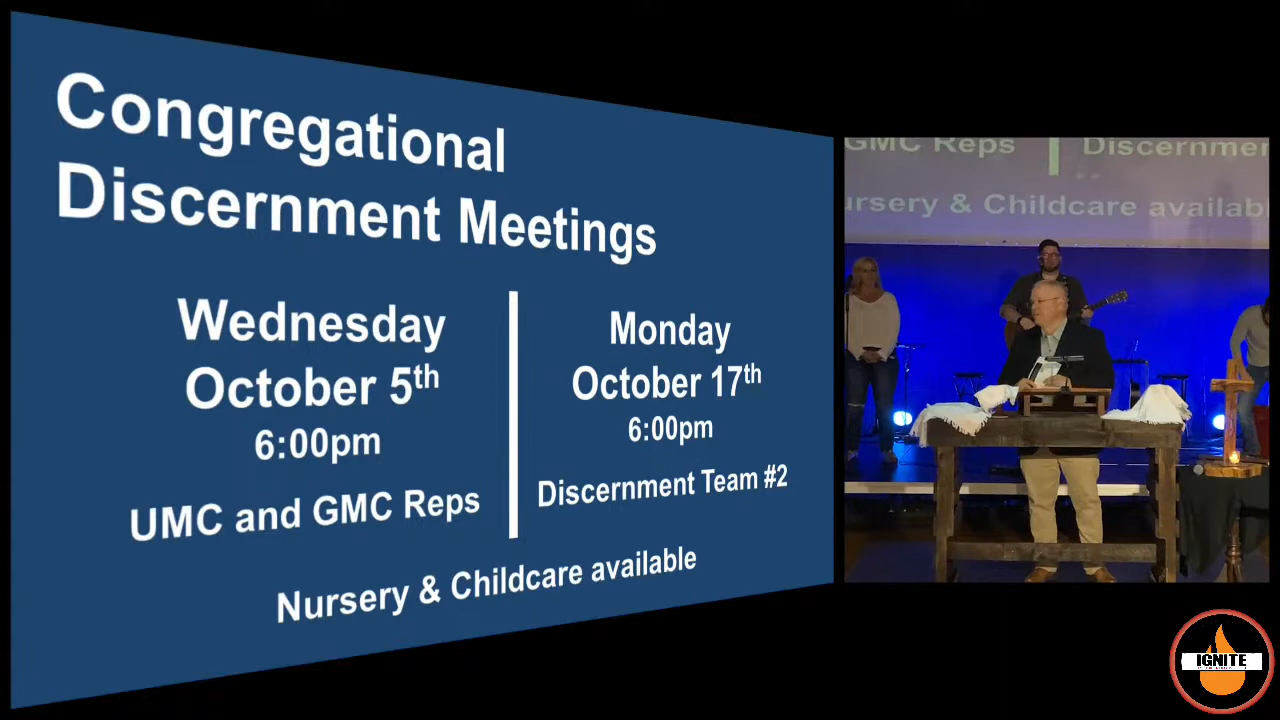 Congregational
Discernment Meetings
Wednesday
October 5th
6:00pm
UMC and GMC Reps
Monday
October 17th
6:00pm
Discernment Team #2
Nursery & Childcare available
GMC Reps
Discernmen
ursery & Childcare availabl
IGNITE